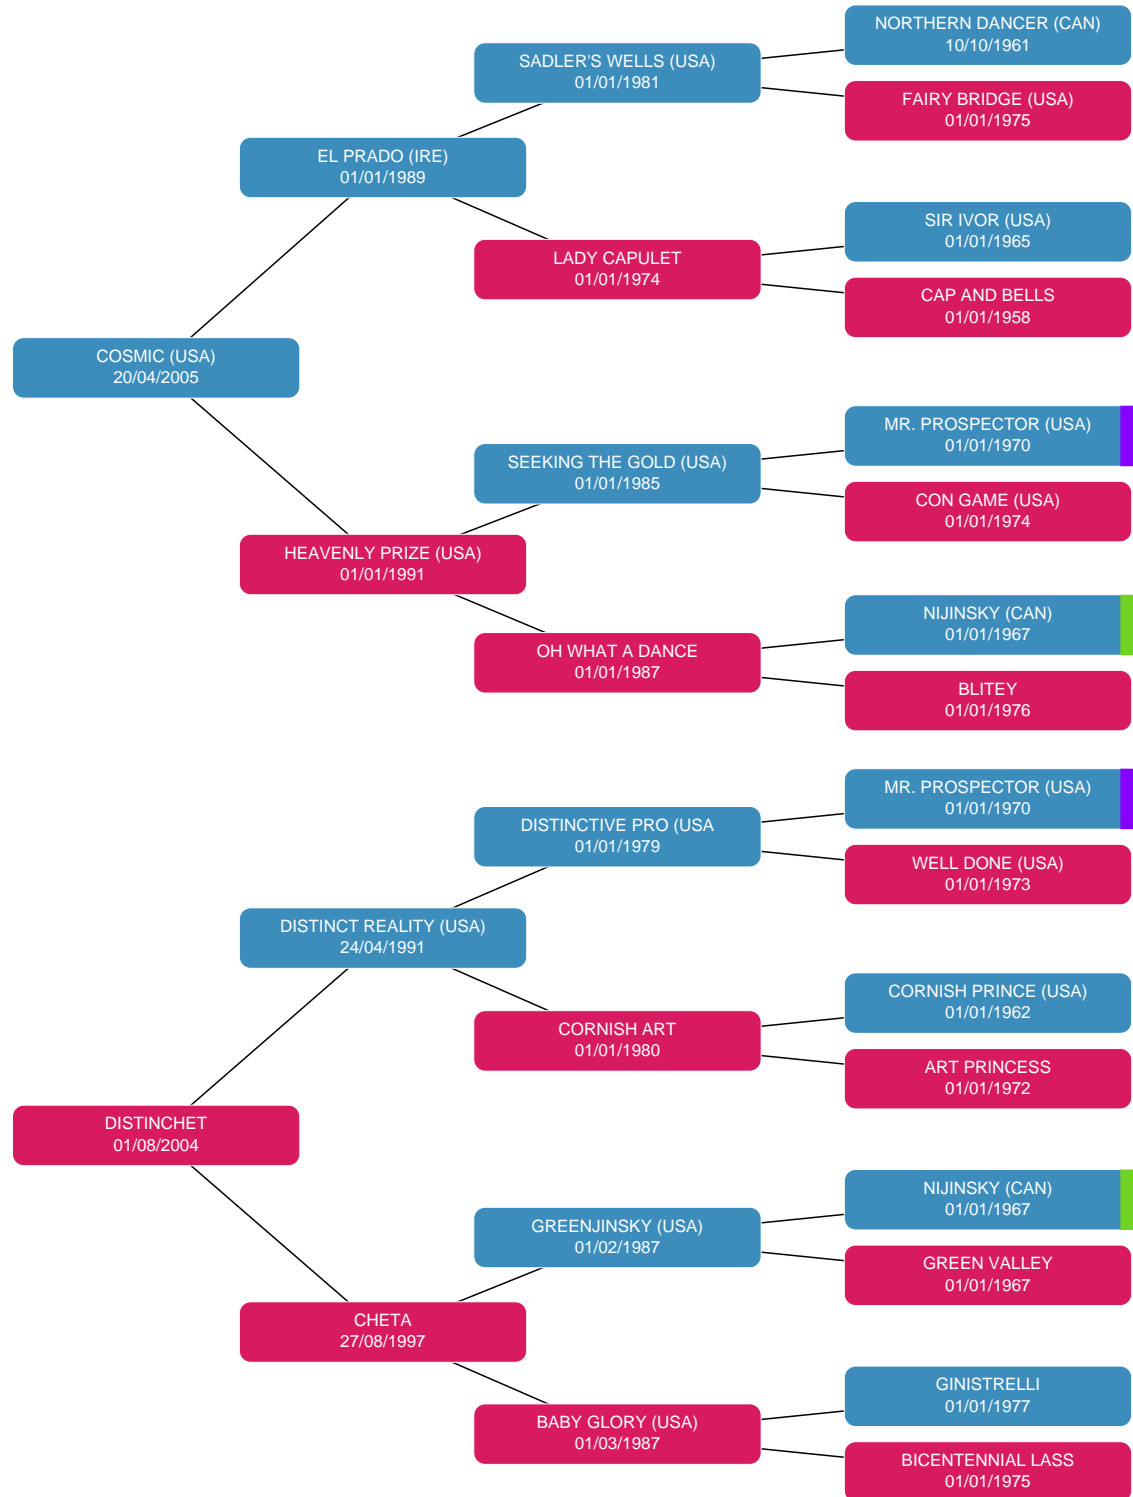 NORTHERN DANCER (CAN)
10/10/1961
SADLER'S WELLS (USA)
01/01/1981
FAIRY BRIDGE (USA)
01/01/1975
EL PRADO (IRE)
01/01/1989
SIR IVOR (USA)
01/01/1965
LADY CAPULET
01/01/1974
CAP AND BELLS
01/01/1958
COSMIC (USA)
20/04/2005
MR. PROSPECTOR (USA)
01/01/1970
SEEKING THE GOLD (USA)
01/01/1985
CON GAME (USA)
01/01/1974
HEAVENLY PRIZE (USA)
01/01/1991
NIJINSKY (CAN)
01/01/1967
OH WHAT A DANCE
01/01/1987
BLITEY
01/01/1976
MR. PROSPECTOR (USA)
01/01/1970
DISTINCTIVE PRO (USA
01/01/1979
WELL DONE (USA)
01/01/1973
DISTINCT REALITY (USA)
24/04/1991
CORNISH PRINCE (USA)
01/01/1962
CORNISH ART
01/01/1980
ART PRINCESS
01/01/1972
DISTINCHET
01/08/2004
NIJINSKY (CAN)
01/01/1967
GREENJINSKY (USA)
01/02/1987
GREEN VALLEY
01/01/1967
CHETA
27/08/1997
GINISTRELLI
01/01/1977
BABY GLORY (USA)
01/03/1987
BICENTENNIAL LASS
01/01/1975